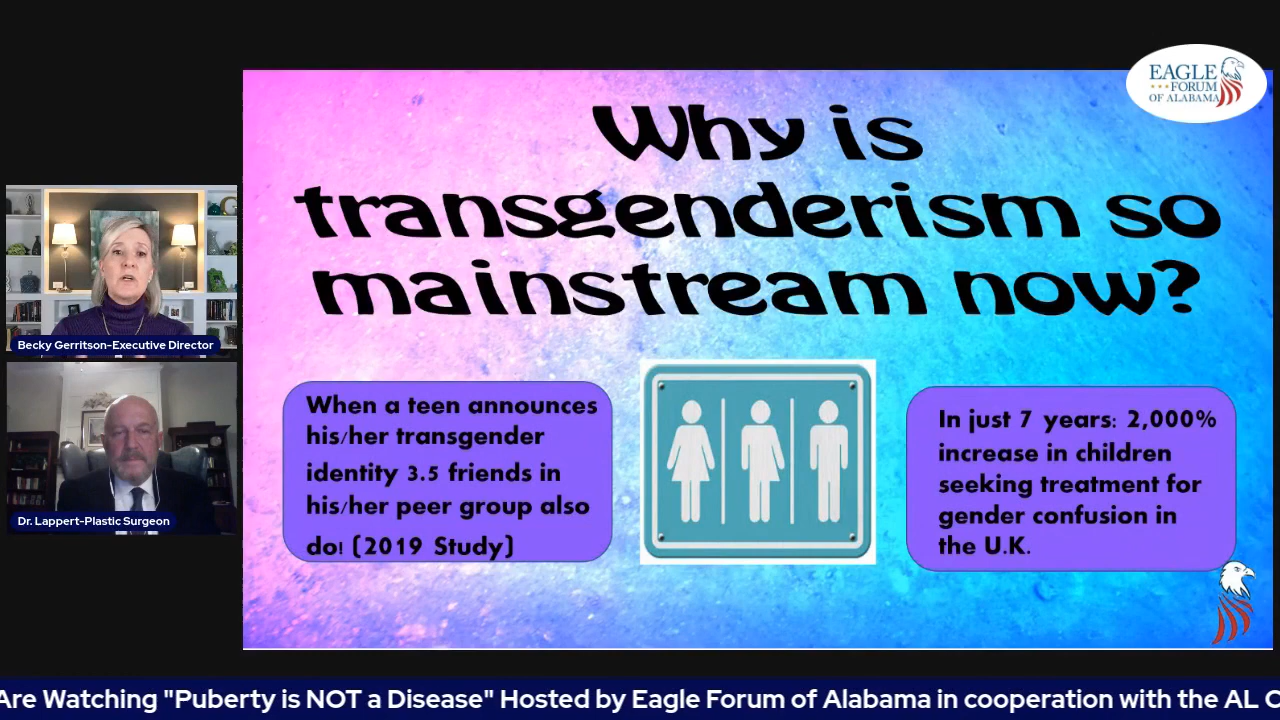 EAGLE
FORUM
OF ALABAMA
Why is
transgenderism so
mainstream now?
Becky Gerritson-Executive Director
Dr. Lappert-Plastic Surgeon
When a teen announces
his/her transgender
identity 3.5 friends in
his/her peer group also
do! (2019 Study)
In just 7 years: 2,000%
increase in children
seeking treatment for
gender confusion in
the U.K.
Are Watching "Puberty is NOT a Disease" Hosted by Eagle Forum of Alabama in cooperation with the AL C